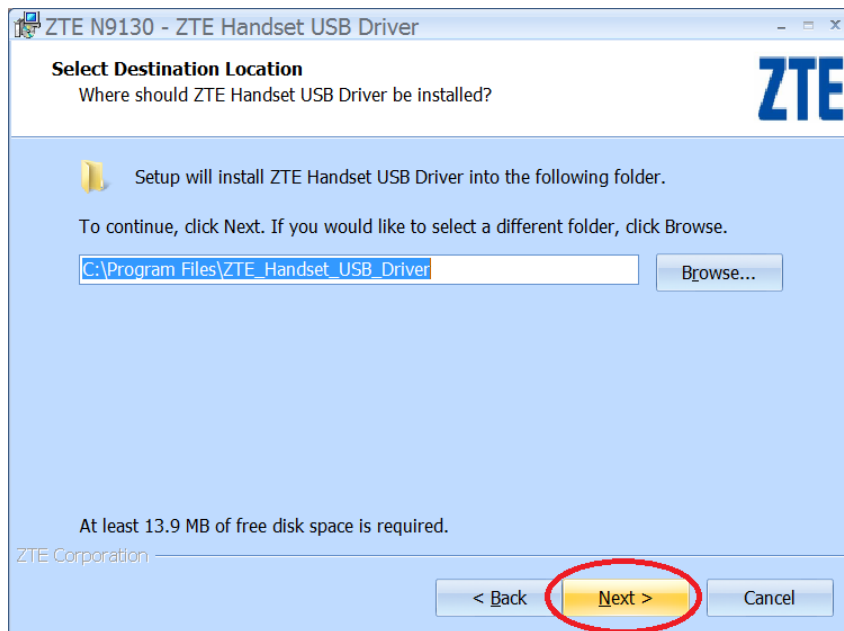 ZTE N9130 - ZTE Handset USB Driver
Select Destination Location
Where should ZTE Handset USB Driver be installed?
ZTE
Setup will install ZTE Handset USB Driver into the following folder.
To continue, click Next. If you would like to select a different folder, click Browse.
C:\Program Files\ZTE_Handset_USB_Driver
Browse...
At least 13.9 MB of free disk space is required.
ZTE Corporation
< Back
Next >
Cancel